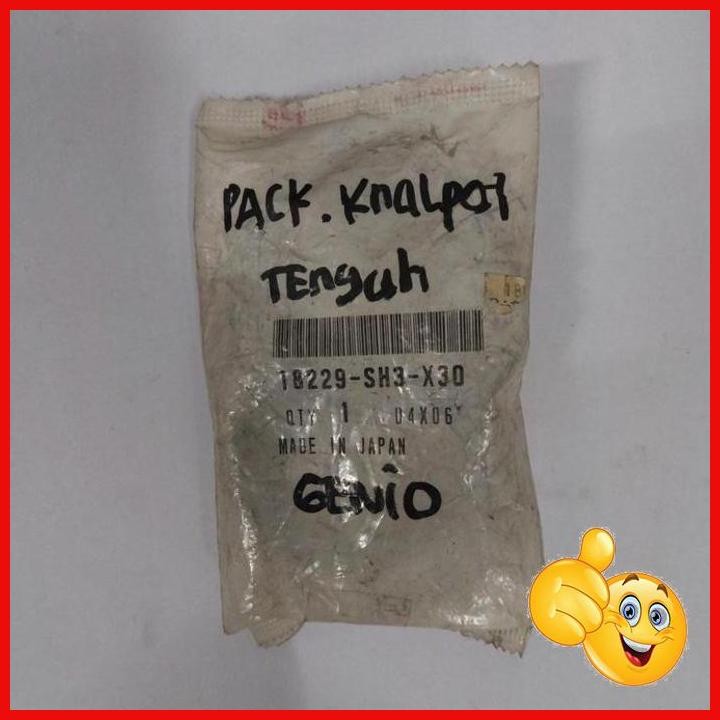 PACK. KnaLpoT
TEngah
18229-SH3-X30
QTY 1 04X06
MADE IN JAPAN
GENIO